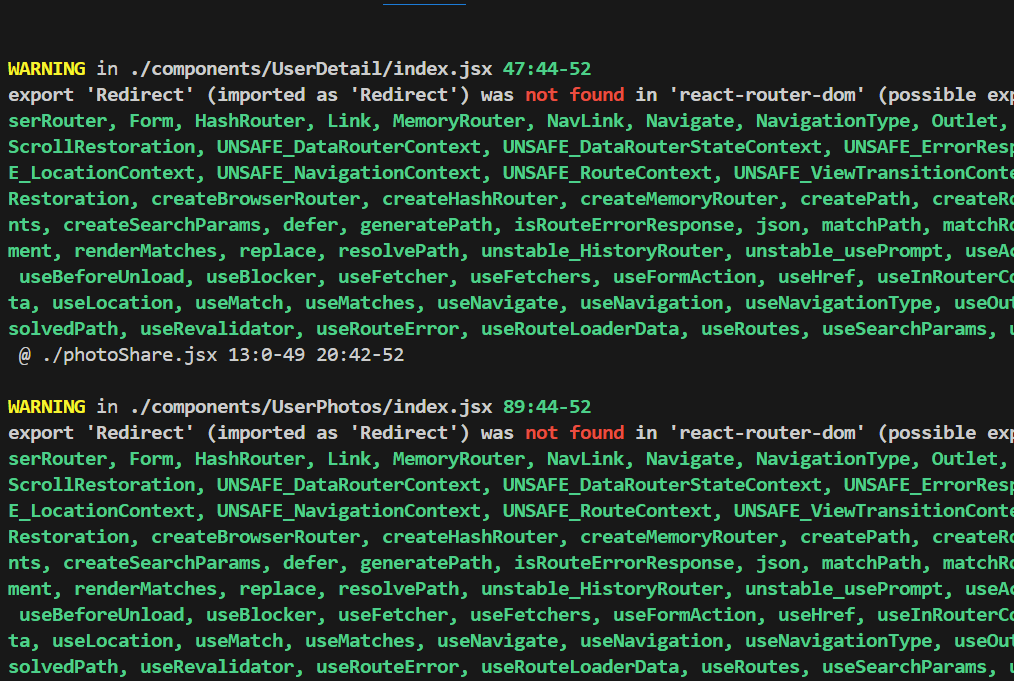 WARNING in ./components/UserDetail/index.jsx 47:44-52
export 'Redirect' (imported as 'Redirect') was not found in 'react-router-dom' (possible exp
serRouter, Form, HashRouter, Link, MemoryRouter, NavLink, Navigate, NavigationType, Outlet,
ScrollRestoration, UNSAFE_DataRouterContext, UNSAFE_DataRouterStateContext, UNSAFE_ErrorResp
E_LocationContext, UNSAFE_NavigationContext, UNSAFE_RouteContext, UNSAFE_ViewTransitionConte
Restoration, createBrowserRouter, createHashRouter, createMemoryRouter, createPath, createRo
nts, createSearchParams, defer, generatePath, isRouteErrorResponse, json, matchPath, matchRo
ment, renderMatches, replace, resolvePath, unstable_HistoryRouter, unstable_usePrompt, useAc
useBeforeUnload, useBlocker, useFetcher, useFetchers, useFormAction, useHref, useInRouterCo
ta, useLocation, useMatch, useMatches, useNavigate, useNavigation, useNavigationType, useOut
solvedPath, useRevalidator, useRouteError, useRouteLoaderData, useRoutes, useSearchParams, u
@ ./photoShare.jsx 13:0-49 20:42-52
WARNING in ./components/UserPhotos/index.jsx 89:44-52
export 'Redirect' (imported as 'Redirect') was not found in 'react-router-dom' (possible exp
serRouter, Form, HashRouter, Link, MemoryRouter, NavLink, Navigate, NavigationType, Outlet,
ScrollRestoration, UNSAFE_DataRouterContext, UNSAFE_DataRouterStateContext, UNSAFE_ErrorResp
E_LocationContext, UNSAFE_NavigationContext, UNSAFE_RouteContext, UNSAFE_ViewTransitionConte
Restoration, createBrowserRouter, createHashRouter, createMemoryRouter, createPath, createRo
nts, createSearchParams, defer, generatePath, isRouteErrorResponse, json, matchPath, matchRo
ment, renderMatches, replace, resolvePath, unstable_HistoryRouter, unstable_usePrompt, useAc
useBeforeUnload, useBlocker, useFetcher, useFetchers, useFormAction, useHref, useInRouterCo
ta, useLocation, useMatch, useMatches, useNavigate, useNavigation, useNavigationType, useOut
solvedPath, useRevalidator, useRouteError, useRouteLoaderData, useRoutes, useSearchParams, u